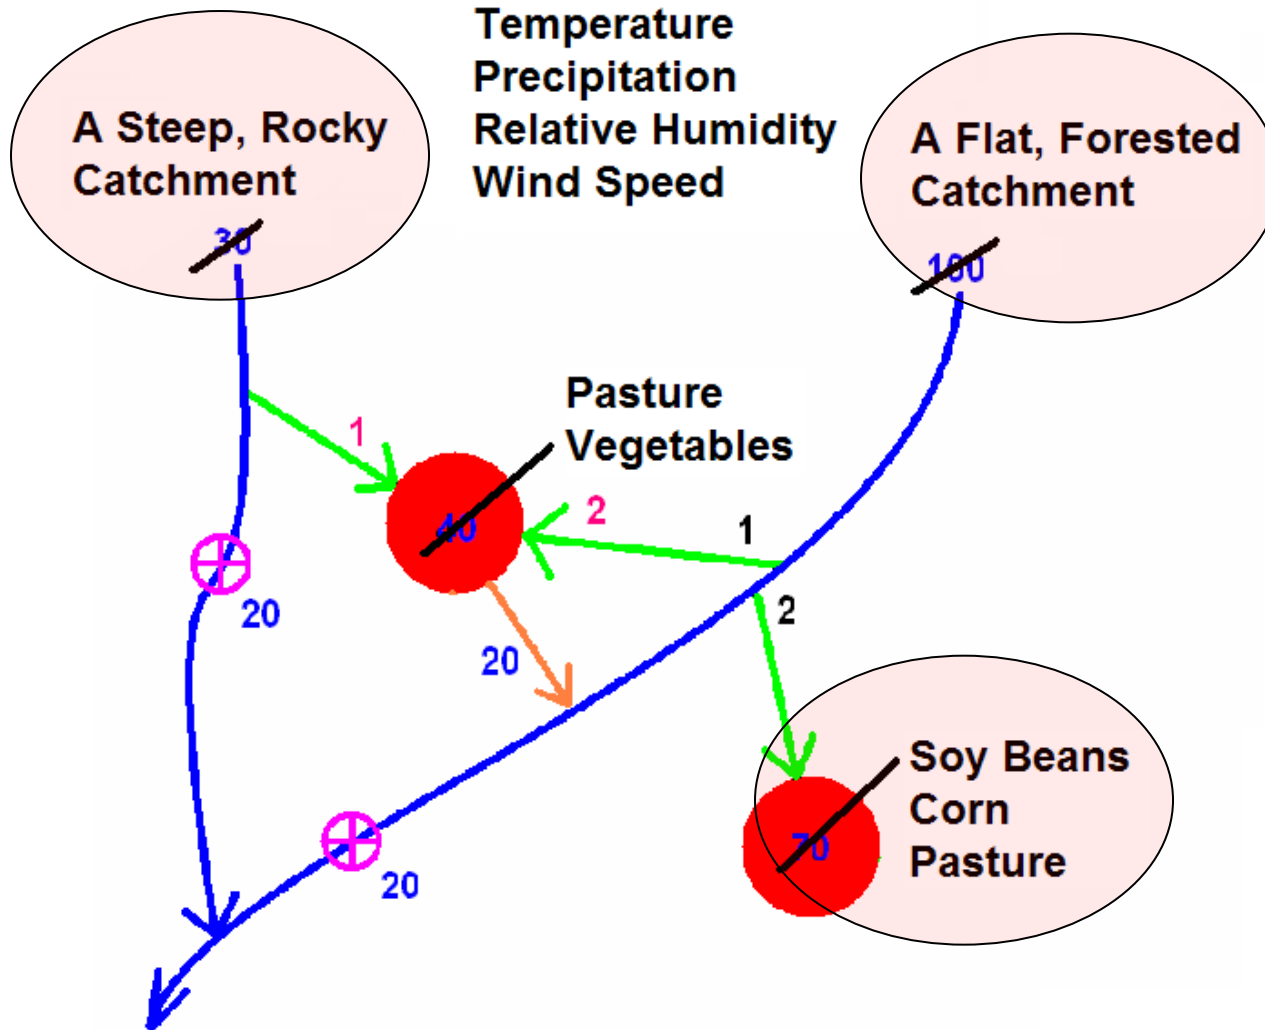 Temperature
Precipitation
Relative Humidity
Wind Speed
A Steep, Rocky
Catchment
30
A Flat, Forested
Catchment
100
Pasture
Vegetables
1
40
2
1
2
20
20
Soy Beans
Corn
Pasture
70
20